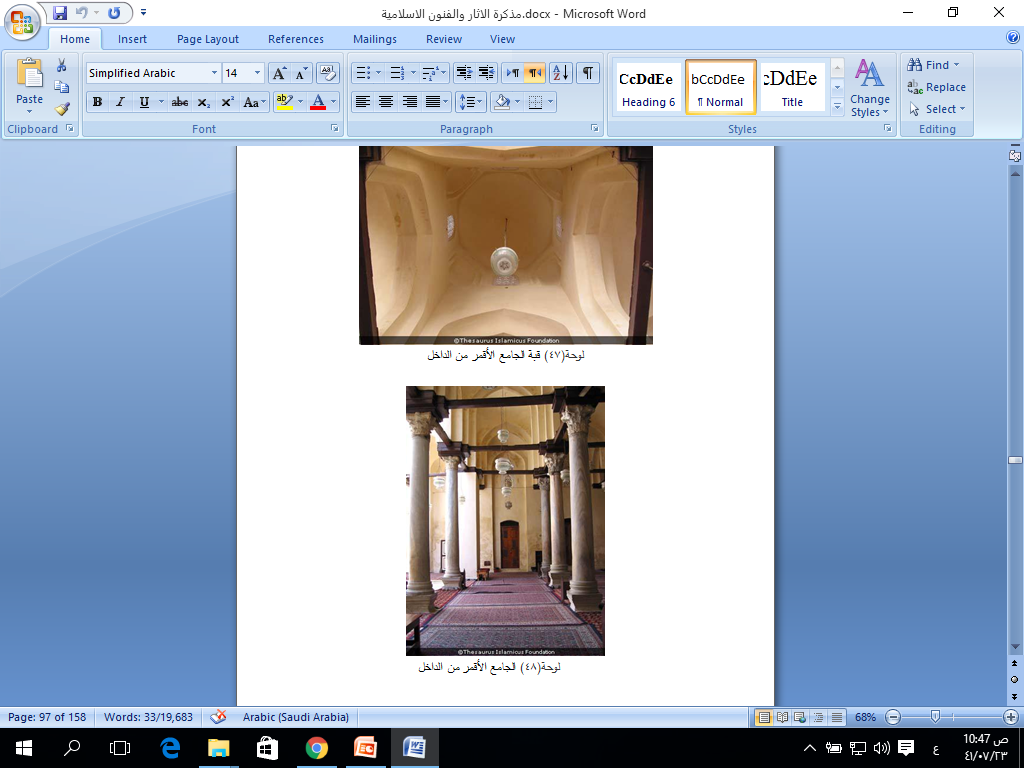 مذكرة الاثار والفنون الاسلامية.docx - Microsoft Word
Home Insert Page Layout References Mailings Review View
Paste
Clipboard
Simplified Arabic 14
Font
Paragraph
CcDdEe bCcDdEe cDdEe
Heading 6 ¶ Normal Title
Change Styles
Styles
Find
Replace
Select
Editing
©Thesaurus Islamicus Foundation
لوحة(٤٧) قبة الجامع الأقمر من الداخل
©Thesaurus Islamicus Foundation
لوحة(٤٨) الجامع الأقمر من الداخل
Page: 97 of 158 Words: 33/19,683 Arabic (Saudi Arabia) 68%
ع
10:47 ص
٤١/٠٧/٢٣